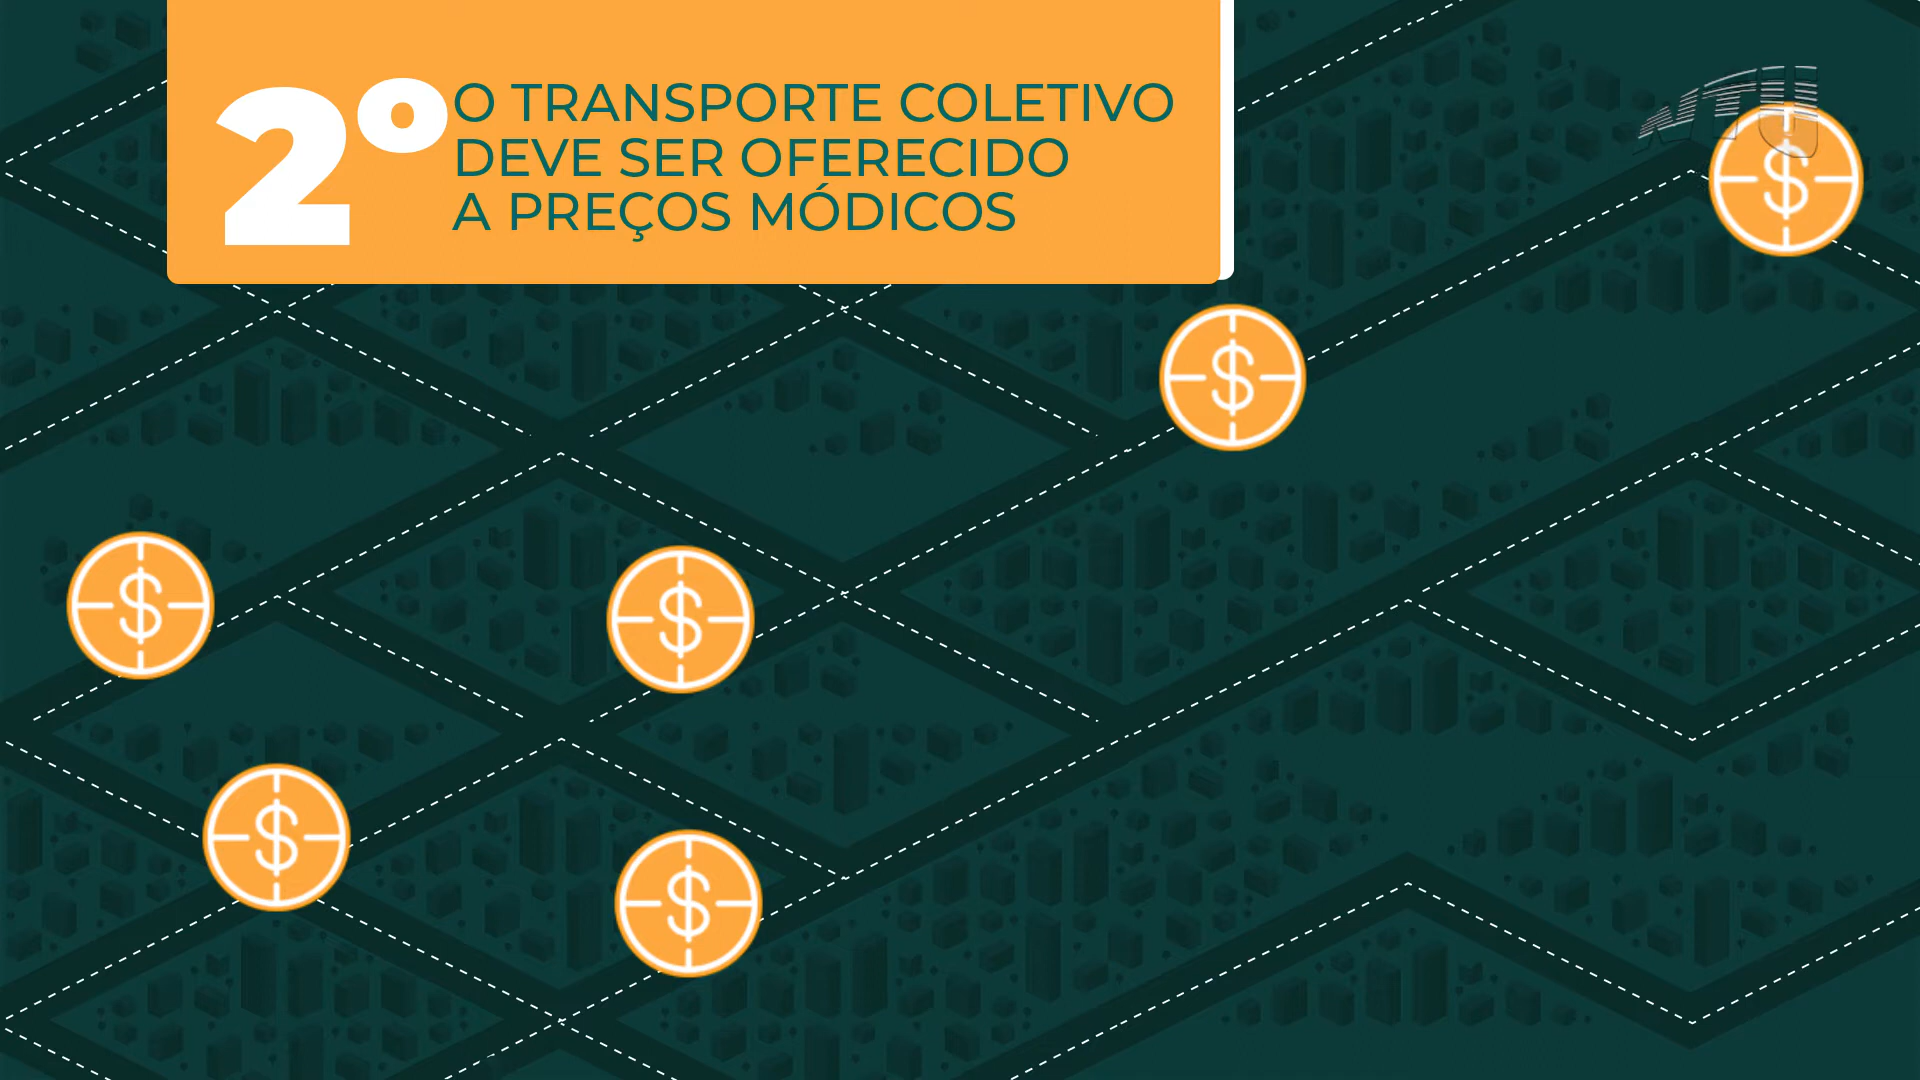 2º O TRANSPORTE COLETIVO
DEVE SER OFERECIDO
A PREÇOS MÓDICOS
NTU
$
$
$
$
$
$